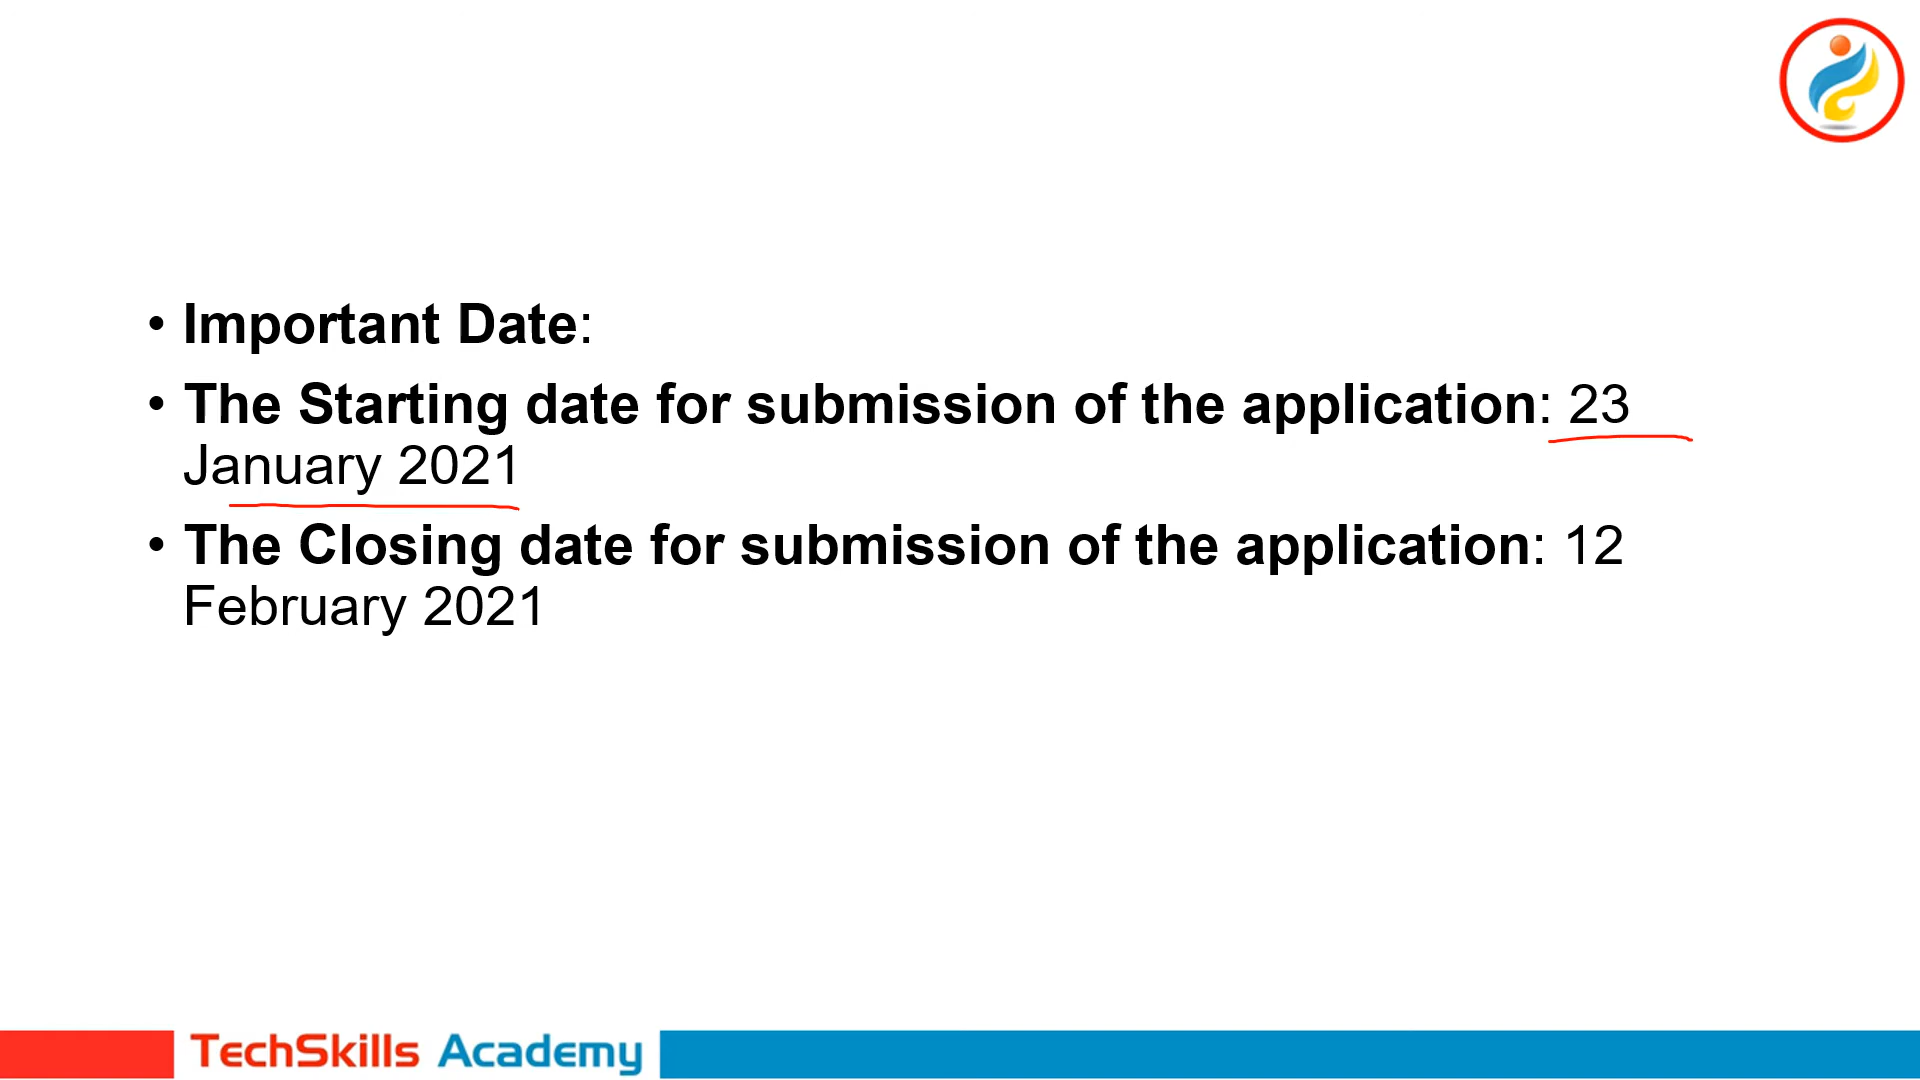 • Important Date:
• The Starting date for submission of the application: 23
January 2021
• The Closing date for submission of the application: 12
February 2021
TechSkills Academy